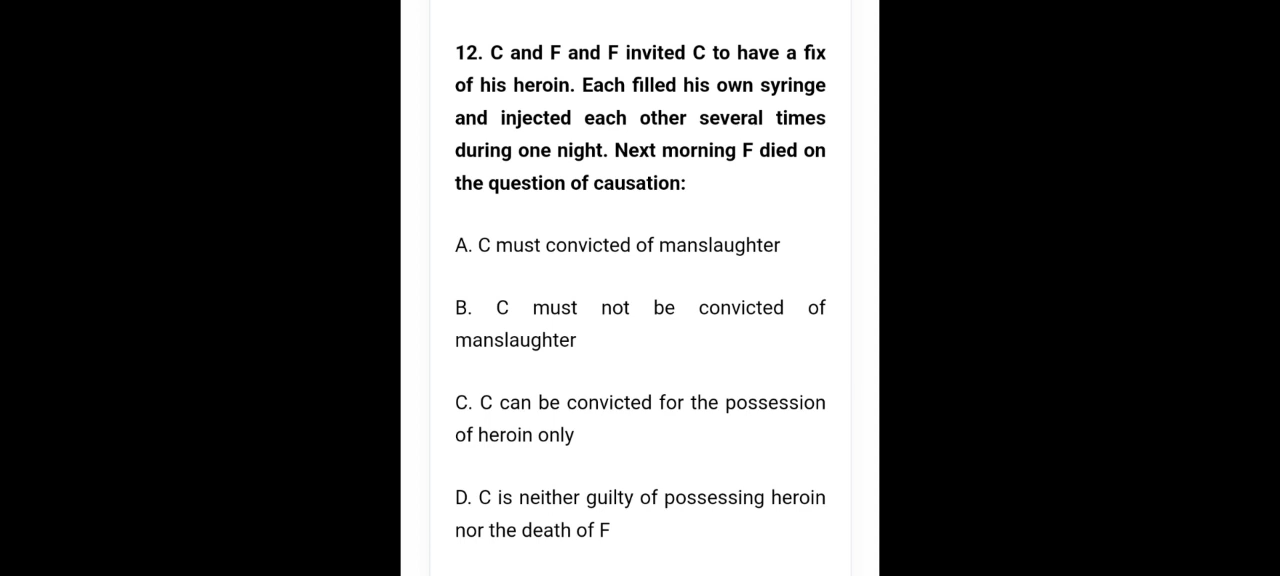 12. C and F and F invited C to have a fix
of his heroin. Each filled his own syringe
and injected each other several times
during one night. Next morning F died on
the question of causation:
A. C must convicted of manslaughter
B. C must not be convicted of
manslaughter
C. C can be convicted for the possession
of heroin only
D. C is neither guilty of possessing heroin
nor the death of F